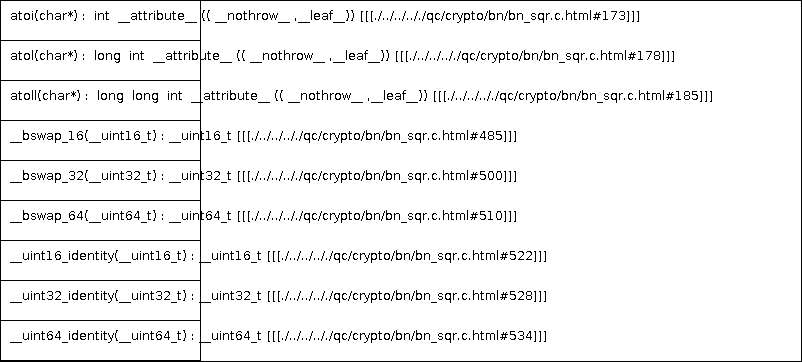 atoi(char*) : int __attribute__ (( __nothrow__ ,__leaf__)) [[[./../../../qc/crypto/bn/bn_sqr.c.html#173]]]
atol(char*) : long int __attribute__ (( __nothrow__ ,__leaf__)) [[[./../../../qc/crypto/bn/bn_sqr.c.html#178]]]
atoll(char*) : long long int __attribute__ (( __nothrow__ ,__leaf__)) [[[./../../../qc/crypto/bn/bn_sqr.c.html#185]]]
__bswap_16(__uint16_t) : __uint16_t [[[./../../../qc/crypto/bn/bn_sqr.c.html#485]]]
__bswap_32(__uint32_t) : __uint32_t [[[./../../../qc/crypto/bn/bn_sqr.c.html#500]]]
__bswap_64(__uint64_t) : __uint64_t [[[./../../../qc/crypto/bn/bn_sqr.c.html#510]]]
__uint16_identity(__uint16_t) : __uint16_t [[[./../../../qc/crypto/bn/bn_sqr.c.html#522]]]
__uint32_identity(__uint32_t) : __uint32_t [[[./../../../qc/crypto/bn/bn_sqr.c.html#528]]]
__uint64_identity(__uint64_t) : __uint64_t [[[./../../../qc/crypto/bn/bn_sqr.c.html#534]]]